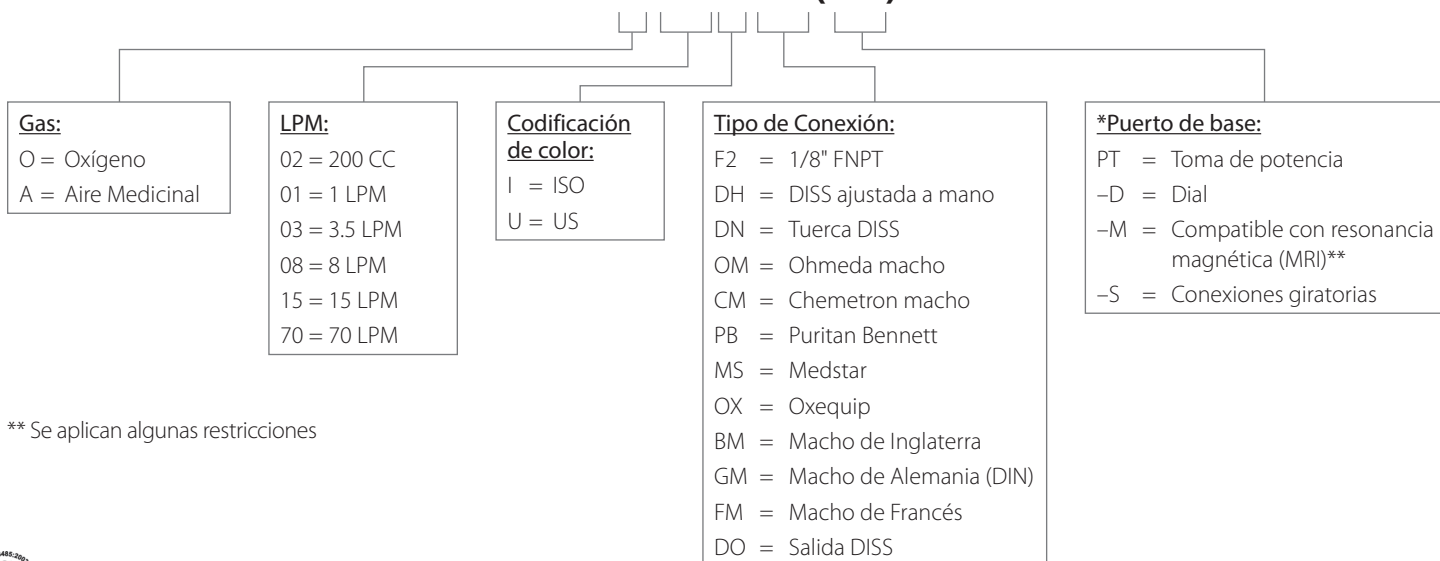 Gas:
O = Oxígeno
A = Aire Medicinal
LPM:
02 = 200 CC
01 = 1 LPM
03 = 3.5 LPM
08 = 8 LPM
15 = 15 LPM
70 = 70 LPM
Codificación
de color:
I = ISO
U = US
Tipo de Conexión:
F2 = 1/8" FNPT
DH = DISS ajustada a mano
DN = Tuerca DISS
OM = Ohmeda macho
CM = Chemetron macho
PB = Puritan Bennett
MS = Medstar
OX = Oxequip
BM = Macho de Inglaterra
GM = Macho de Alemania (DIN)
FM = Macho de Francés
DO = Salida DISS
*Puerto de base:
PT = Toma de potencia
–D = Dial
–M = Compatible con resonancia
magnética (MRI)**
–S = Conexiones giratorias
** Se aplican algunas restricciones